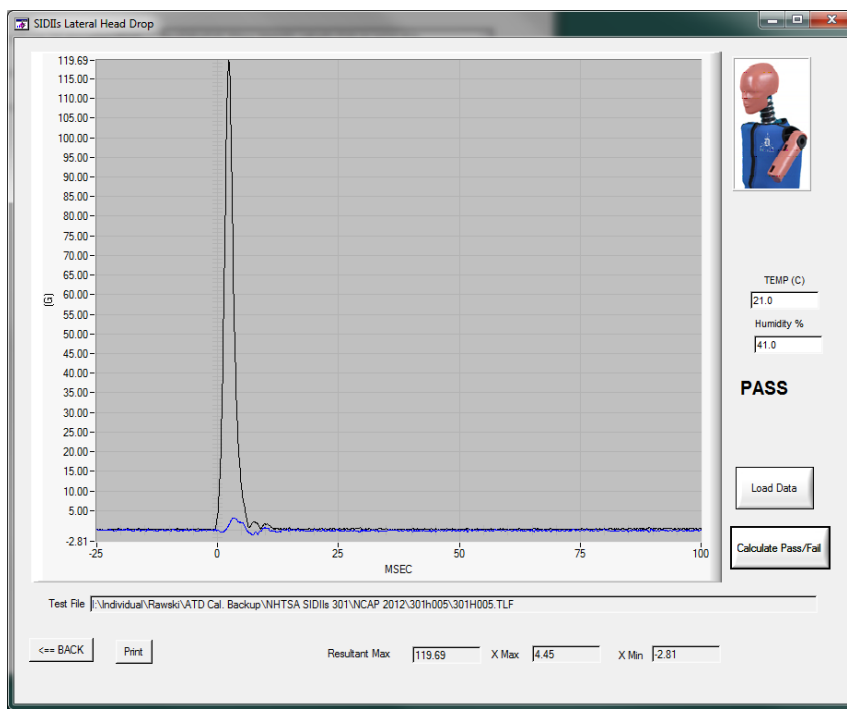 SIDIIs Lateral Head Drop
119.69
115.00
110.00
105.00
100.00
95.00
90.00
85.00
80.00
75.00
70.00
65.00
60.00
55.00
50.00
45.00
40.00
35.00
30.00
25.00
20.00
15.00
10.00
5.00
-2.81
(G)
-25 0 25 50 75 100
MSEC
TEMP (C)
21.0
Humidity %
41.0
PASS
Load Data
Calculate Pass/Fail
Test File I:\Individual\Rawski\ATD Cal. Backup\NHTSA SIDIIs 301\NCAP 2012\301h005\301H005.TLF
<== BACK Print Resultant Max 119.69 X Max 4.45 X Min -2.81